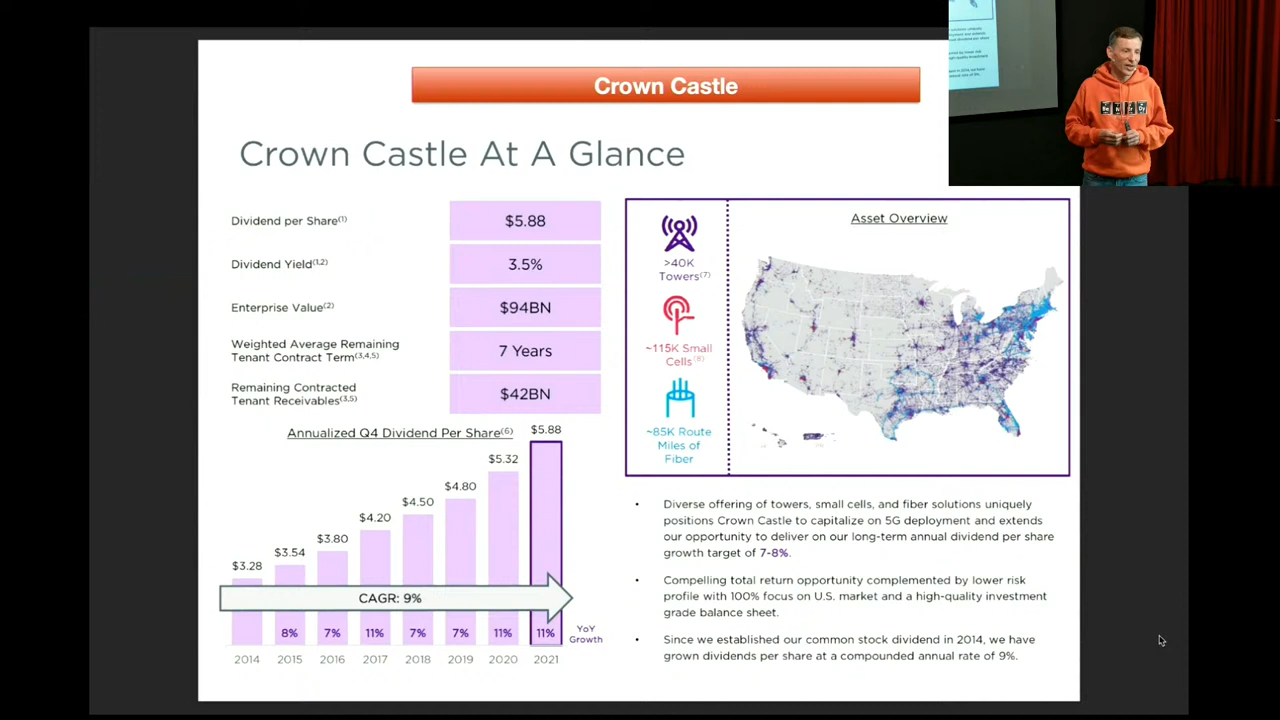 Crown Castle
Crown Castle At A Glance
Dividend per Share(1)
$5.88
Dividend Yield(1,2)
3.5%
Enterprise Value(2)
$94BN
Weighted Average Remaining
Tenant Contract Term(3,4,5)
7 Years
Remaining Contracted
Tenant Receivables(3,5)
$42BN
Annualized Q4 Dividend Per Share(6)
$3.28
$3.54
$3.80
$4.20
$4.50
$4.80
$5.32
$5.88
CAGR: 9%
8%
7%
11%
7%
7%
11%
11%
YoY
Growth
2014
2015
2016
2017
2018
2019
2020
2021
>40K
Towers(7)
~115K Small
Cells(8)
~85K Route
Miles of
Fiber
Asset Overview
• Diverse offering of towers, small cells, and fiber solutions uniquely
positions Crown Castle to capitalize on 5G deployment and extends
our opportunity to deliver on our long-term annual dividend per share
growth target of 7-8%.
• Compelling total return opportunity complemented by lower risk
profile with 100% focus on U.S. market and a high-quality investment
grade balance sheet.
• Since we established our common stock dividend in 2014, we have
grown dividends per share at a compounded annual rate of 9%.